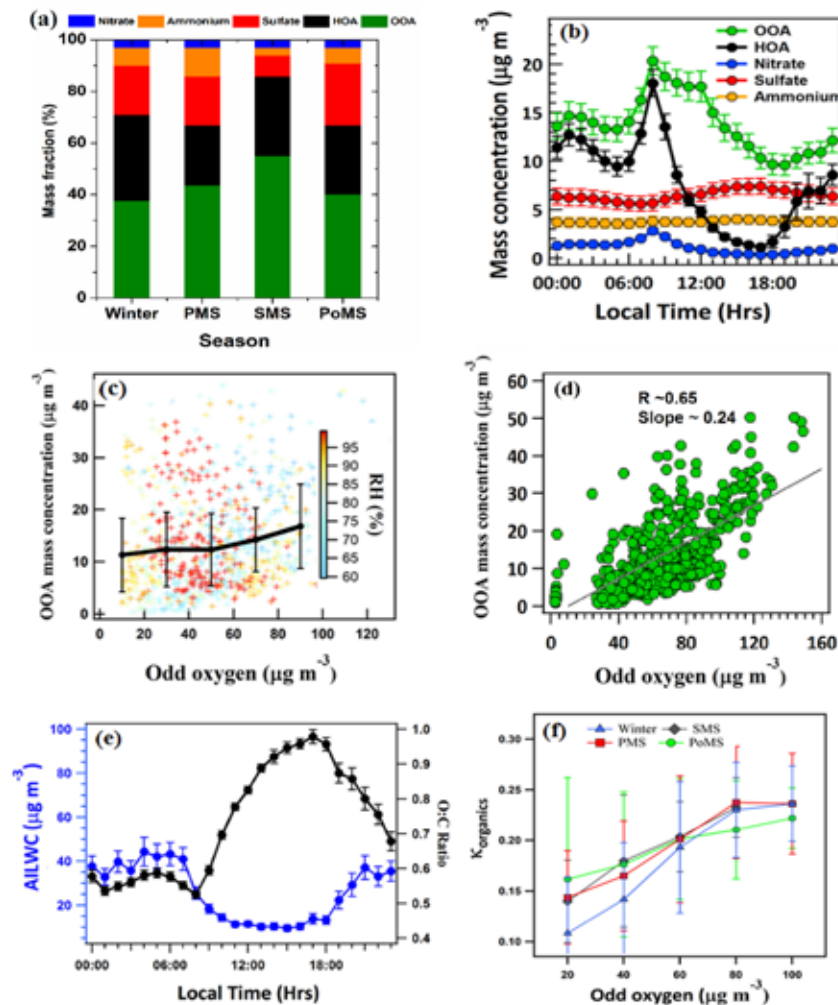 (a)
Nitrate Ammonium Sulfate HOA OOA
Mass fraction (%)
100
80
60
40
20
0
Winter PMS SMS PoMS
Season
(b)
OOA
HOA
Nitrate
Sulfate
Ammonium
Mass concentration (µg m⁻³)
20
15
10
5
0
00:00 06:00 12:00 18:00
Local Time (Hrs)
(c)
OOA mass concentration (µg m⁻³)
40
30
20
10
0
0 20 40 60 80 100 120
Odd oxygen (µg m⁻³)
RH (%)
95
90
85
80
75
70
65
60
(d)
R ~0.65
Slope ~ 0.24
OOA mass concentration (µg m⁻³)
60
50
40
30
20
10
0
0 40 80 120 160
Odd oxygen (µg m⁻³)
(e)
AILWC (µg m⁻³)
100
80
60
40
20
O:C Ratio
1.0
0.9
0.8
0.7
0.6
0.5
0.4
00:00 06:00 12:00 18:00
Local Time (Hrs)
(f)
Winter SMS
PMS PoMS
κorganics
0.30
0.25
0.20
0.15
0.10
20 40 60 80 100
Odd oxygen (µg m⁻³)